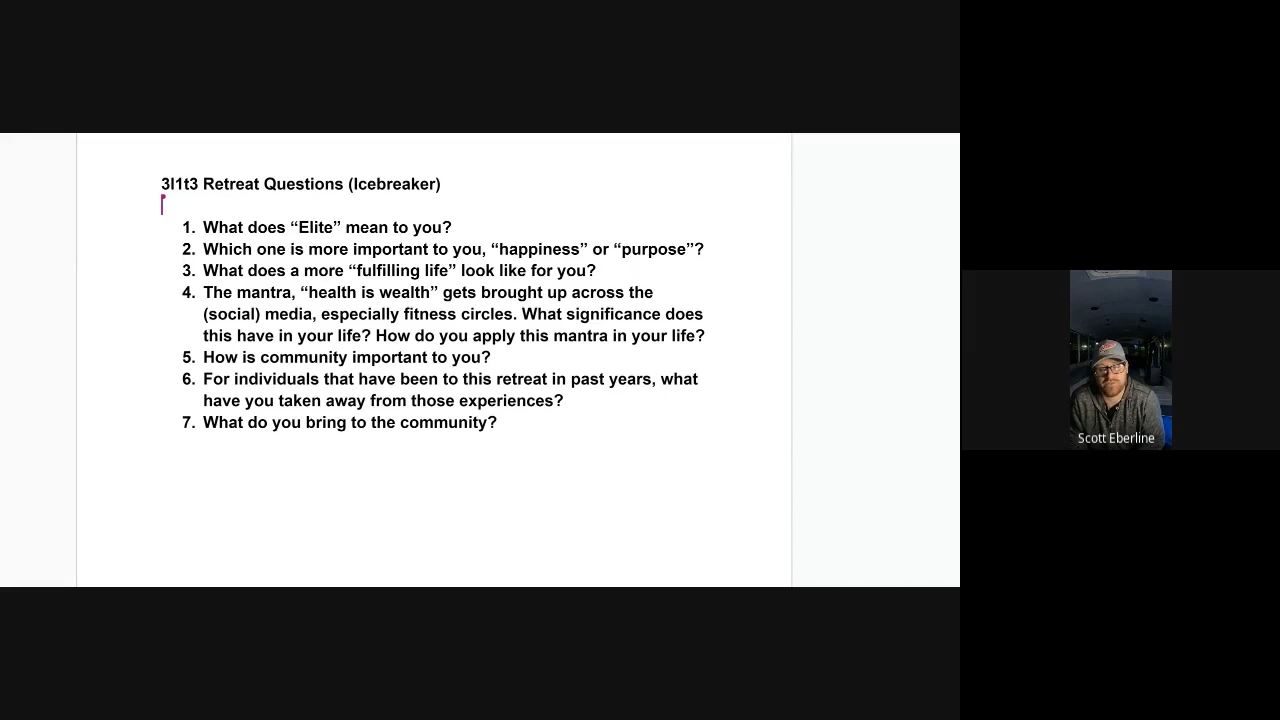 3l1t3 Retreat Questions (Icebreaker)
1. What does “Elite” mean to you?
2. Which one is more important to you, “happiness” or “purpose”?
3. What does a more “fulfilling life” look like for you?
4. The mantra, “health is wealth” gets brought up across the
(social) media, especially fitness circles. What significance does
this have in your life? How do you apply this mantra in your life?
5. How is community important to you?
6. For individuals that have been to this retreat in past years, what
have you taken away from those experiences?
7. What do you bring to the community?
Scott Eberline